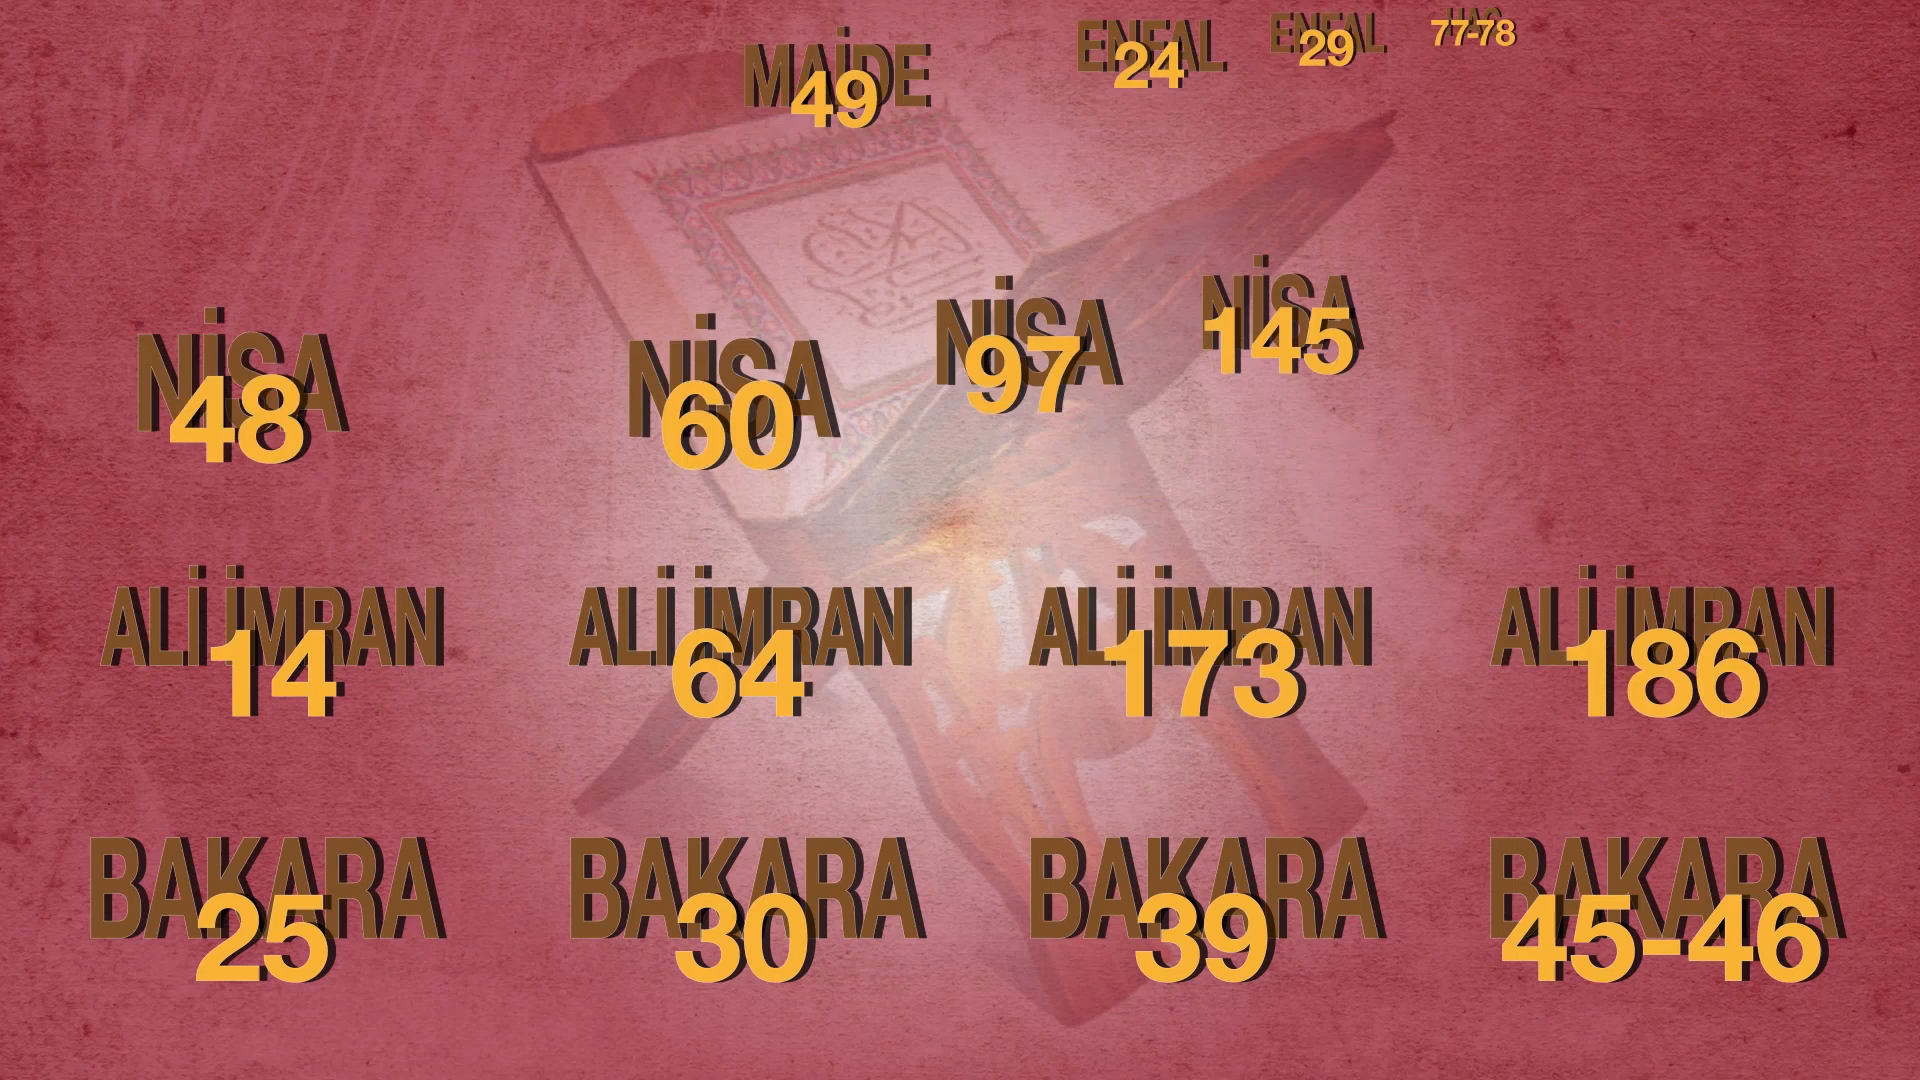 MAİDE
49
ENFAL
24
ENFAL
29
HAC
77-78
NİSA
48
NİSA
60
NİSA
97
NİSA
145
ALİ İMRAN
14
ALİ İMRAN
64
ALİ İMRAN
173
ALİ İMRAN
186
BAKARA
25
BAKARA
30
BAKARA
39
BAKARA
45-46